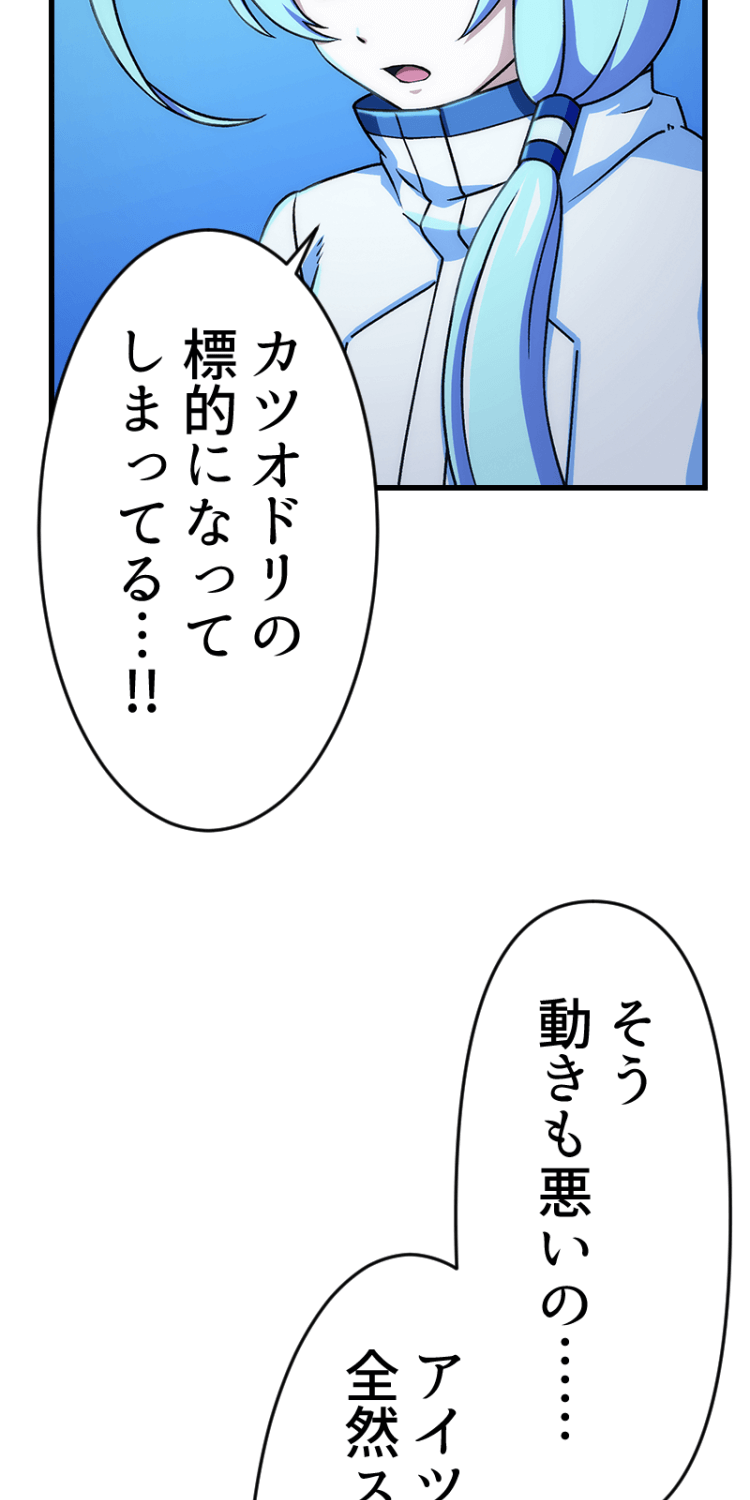 カツオドリの
標的になって
しまってる…!!
そう
動きも悪いの……
アイツ
全然ス